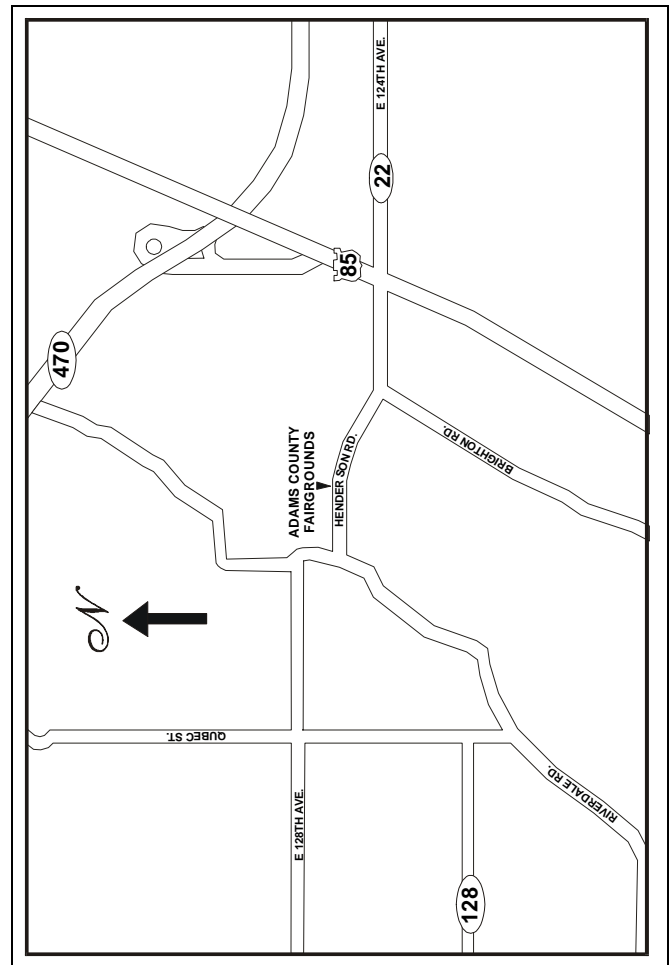 E 124TH AVE.
22
85
470
ADAMS COUNTY
FAIRGROUNDS
HENDER SON RD.
BRIGHTON RD.
N
QUBEC ST.
E 128TH AVE.
RIVERDALE RD.
128